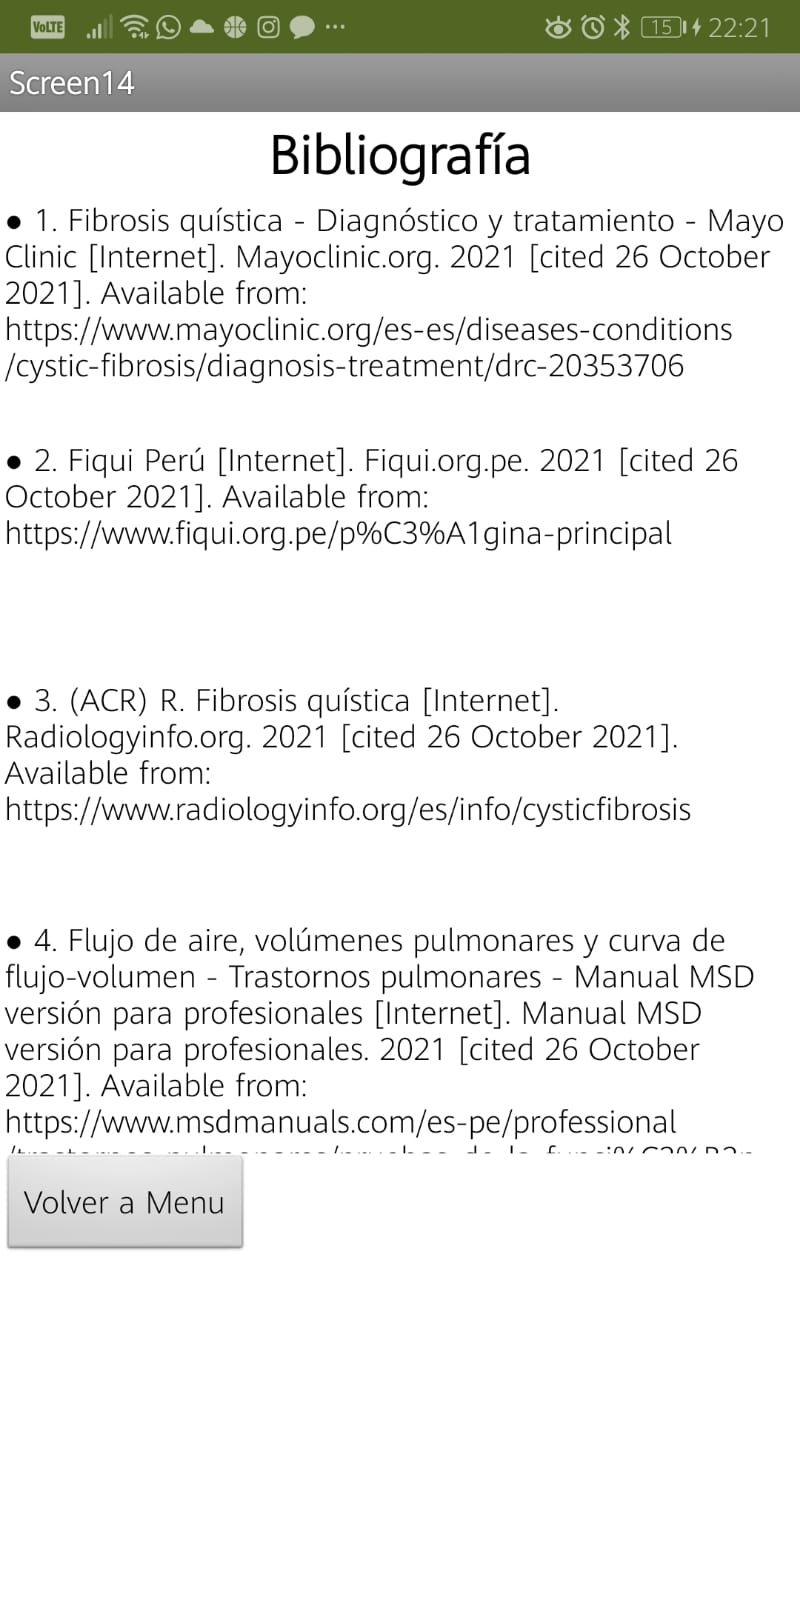 VoLTE
15
22:21
Screen14
Bibliografía
● 1. Fibrosis quística - Diagnóstico y tratamiento - Mayo
Clinic [Internet]. Mayoclinic.org. 2021 [cited 26 October
2021]. Available from:
https://www.mayoclinic.org/es-es/diseases-conditions
/cystic-fibrosis/diagnosis-treatment/drc-20353706
● 2. Fiqui Perú [Internet]. Fiqui.org.pe. 2021 [cited 26
October 2021]. Available from:
https://www.fiqui.org.pe/p%C3%A1gina-principal
● 3. (ACR) R. Fibrosis quística [Internet].
Radiologyinfo.org. 2021 [cited 26 October 2021].
Available from:
https://www.radiologyinfo.org/es/info/cysticfibrosis
● 4. Flujo de aire, volúmenes pulmonares y curva de
flujo-volumen - Trastornos pulmonares - Manual MSD
versión para profesionales [Internet]. Manual MSD
versión para profesionales. 2021 [cited 26 October
2021]. Available from:
https://www.msdmanuals.com/es-pe/professional
Volver a Menu